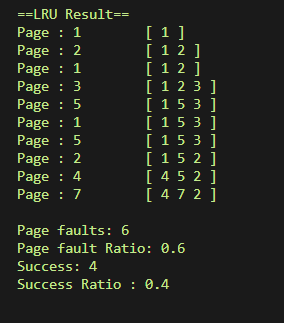 ==LRU Result==
Page : 1 [ 1 ]
Page : 2 [ 1 2 ]
Page : 1 [ 1 2 ]
Page : 3 [ 1 2 3 ]
Page : 5 [ 1 5 3 ]
Page : 1 [ 1 5 3 ]
Page : 5 [ 1 5 3 ]
Page : 2 [ 1 5 2 ]
Page : 4 [ 4 5 2 ]
Page : 7 [ 4 7 2 ]
Page faults: 6
Page fault Ratio: 0.6
Success: 4
Success Ratio : 0.4